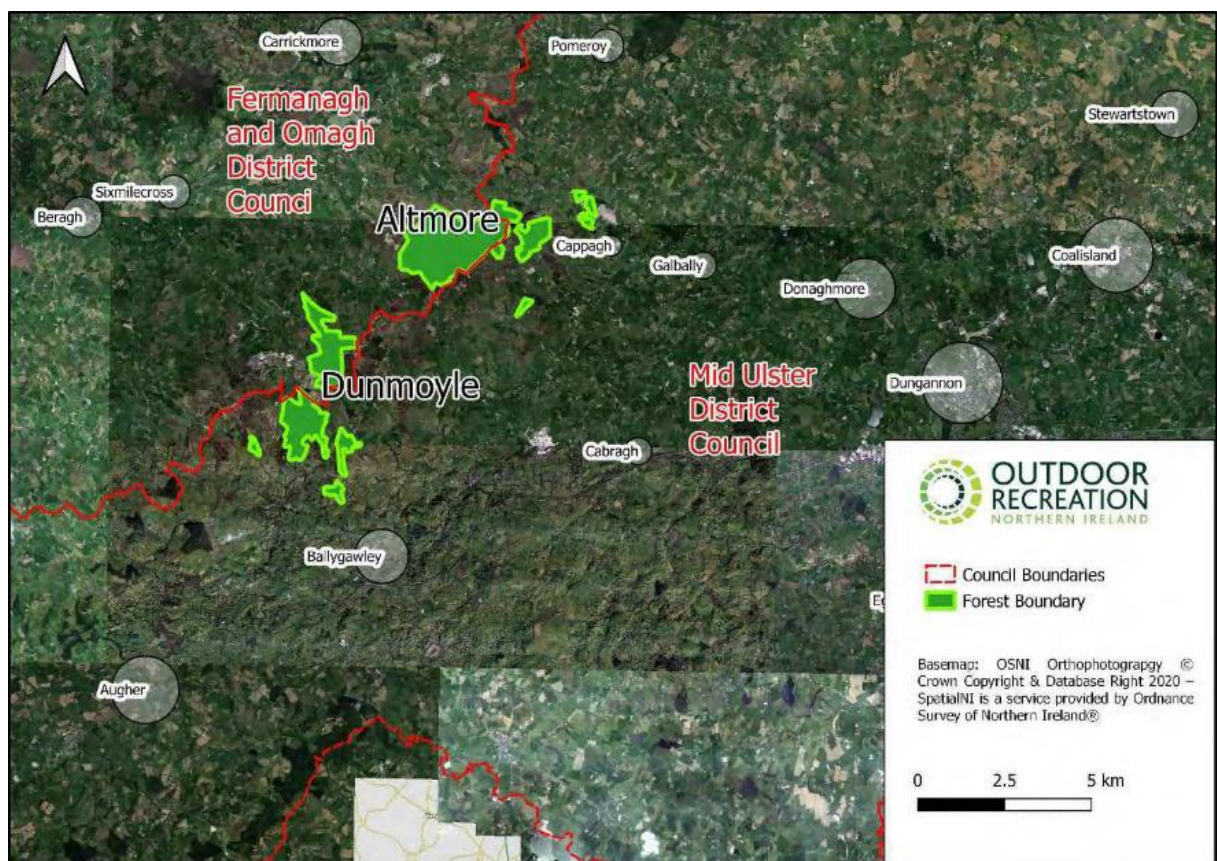 Carrickmore
Pomeroy
Fermanagh
and Omagh
District
Council
Stewartstown
Sixmilecross
Beragh
Altmore
Cappagh
Galbally
Coalisland
Donaghmore
Dunmoyle
Mid Ulster
District
Council
Dungannon
Cabragh
Ballygawley
Augher
OUTDOOR
RECREATION
NORTHERN IRELAND
Council Boundaries
Forest Boundary
Basemap: OSNI Orthophotograpgy ©
Crown Copyright & Database Right 2020 –
SpatialNI is a service provided by Ordnance
Survey of Northern Ireland®
0 2.5 5 km